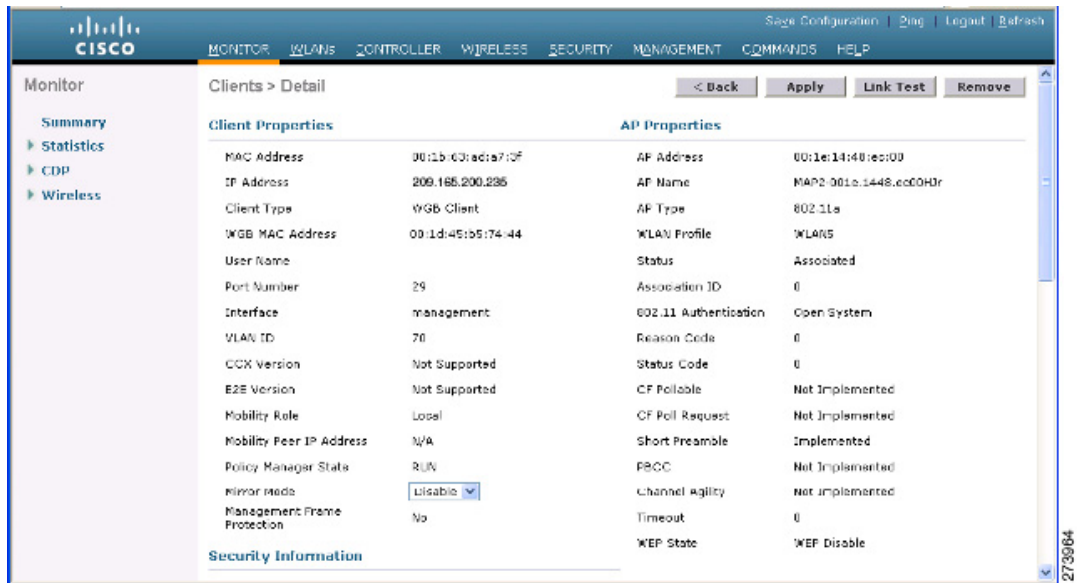 Save Configuration | Ping | Logout | Refresh
CISCO
MONITOR WLANs CONTROLLER WIRELESS SECURITY MANAGEMENT COMMANDS HELP
Monitor
Summary
Statistics
CDP
Wireless
Clients > Detail
< Back
Apply
Link Test
Remove
Client Properties
MAC Address 00:1b:63:ad:a7:3f
IP Address 209.165.200.235
Client Type WGB Client
WGB MAC Address 00:1d:45:b5:74:44
User Name
Port Number 29
Interface management
VLAN ID 70
CCX Version Not Supported
E2E Version Not Supported
Mobility Role Local
Mobility Peer IP Address N/A
Policy Manager State RUN
Mirror Mode Disable
Management Frame
Protection No
Security Information
AP Properties
AP Address 00:1e:14:48:ec:00
AP Name
AP Type 802.11a
WLAN Profile WLAN5
Status Associated
Association ID 0
802.11 Authentication Open System
Reason Code 0
Status Code 0
CF Pollable Not Implemented
CF Poll Request Not Implemented
Short Preamble Implemented
PBCC Not Implemented
Channel Agility Not Implemented
Timeout 0
WEP State WEP Disable
273964